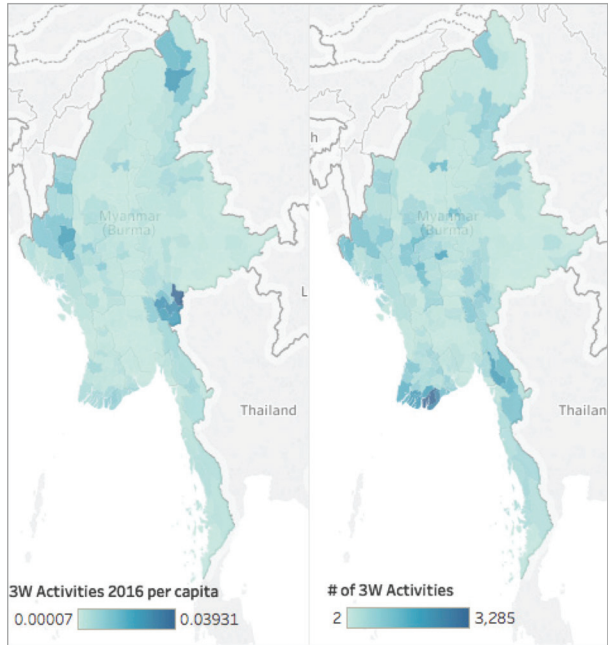 Myanmar
(Burma)
L
Thailand
3W Activities 2016 per capita
0.00007
0.03931
h
Myanmar
(Burma)
Thailan
# of 3W Activities
2
3,285